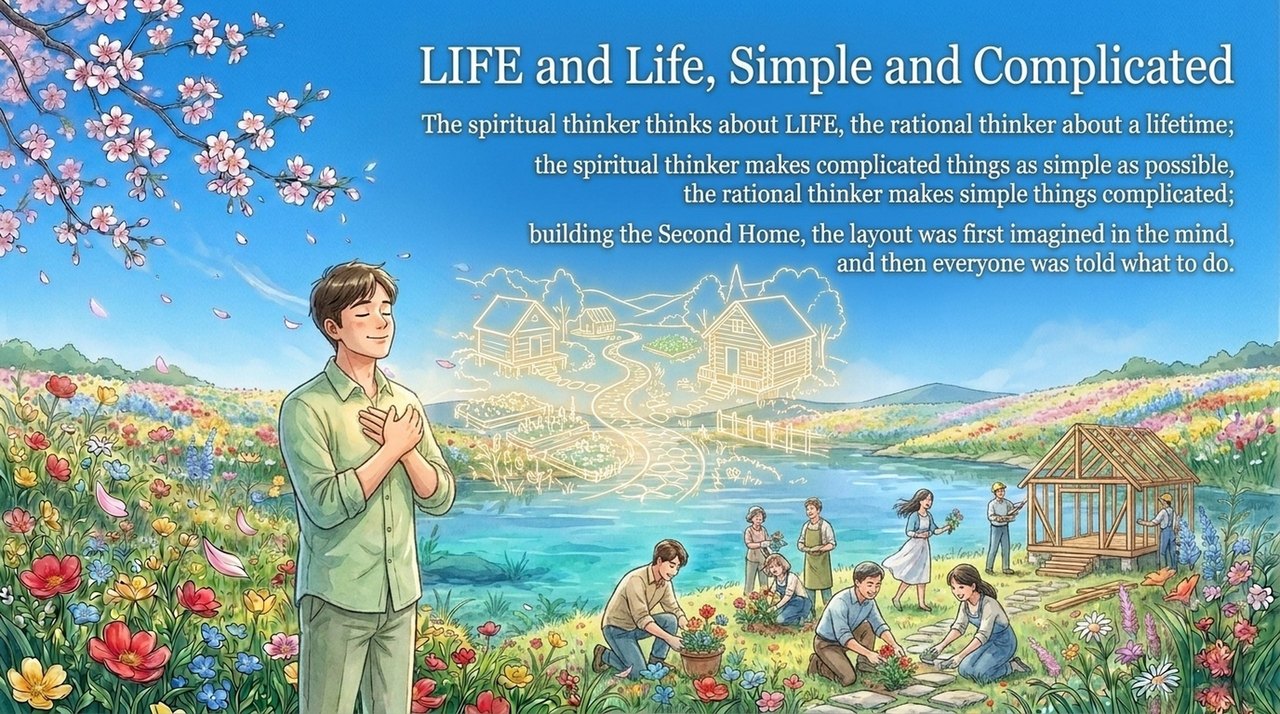 LIFE and Life, Simple and Complicated
The spiritual thinker thinks about LIFE, the rational thinker about a lifetime;
the spiritual thinker makes complicated things as simple as possible,
the rational thinker makes simple things complicated;
building the Second Home, the layout was first imagined in the mind,
and then everyone was told what to do.